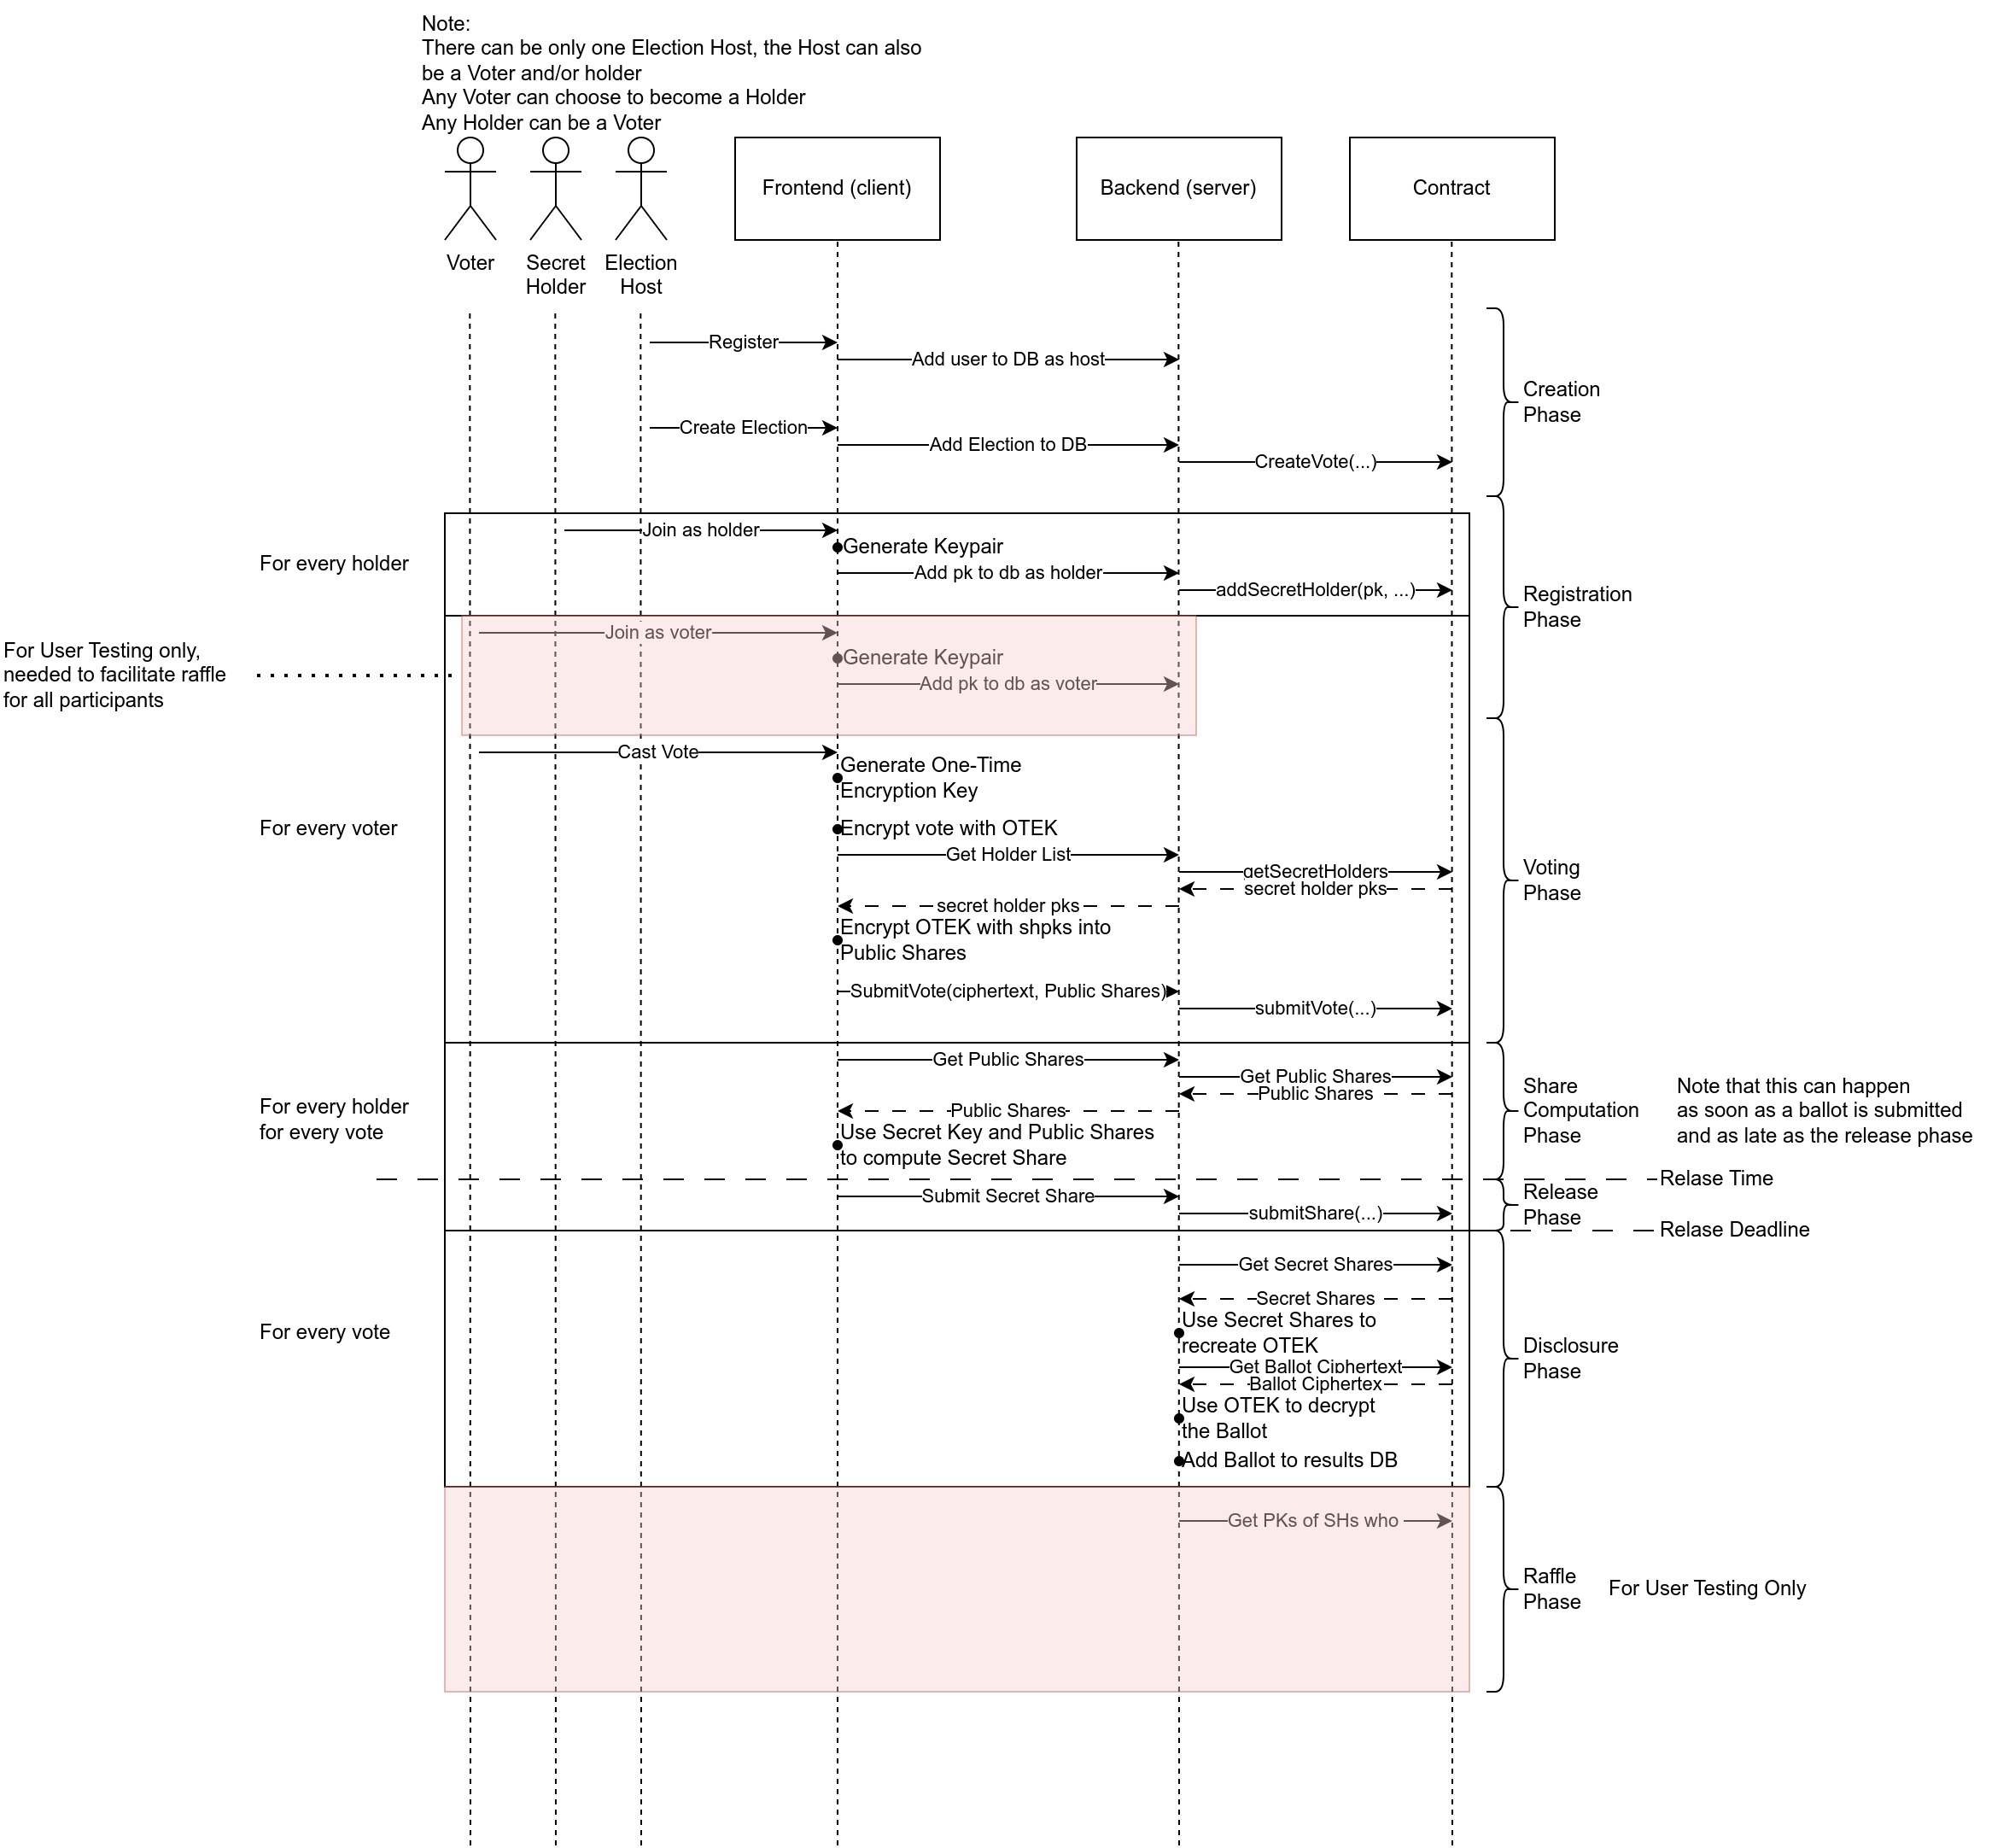 Note:
There can be only one Election Host, the Host can also
be a Voter and/or holder
Any Voter can choose to become a Holder
Any Holder can be a Voter
Frontend (client)
Backend (server)
Contract
Voter
Secret
Holder
Election
Host
Register
Add user to DB as host
Create Election
Add Election to DB
CreateVote(...)
Creation
Phase
For every holder
Join as holder
Generate Keypair
Add pk to db as holder
addSecretHolder(pk, ...)
Registration
Phase
For User Testing only,
needed to facilitate raffle
for all participants
Join as voter
Generate Keypair
Add pk to db as voter
For every voter
Cast Vote
Generate One-Time
Encryption Key
Encrypt vote with OTEK
Get Holder List
getSecretHolders
secret holder pks
secret holder pks
Encrypt OTEK with shpks into
Public Shares
SubmitVote(ciphertext, Public Shares)
submitVote(...)
Voting
Phase
For every holder
for every vote
Get Public Shares
Get Public Shares
Public Shares
Public Shares
Use Secret Key and Public Shares
to compute Secret Share
Share
Computation
Phase
Note that this can happen
as soon as a ballot is submitted
and as late as the release phase
Relase Time
Submit Secret Share
submitShare(...)
Release
Phase
Relase Deadline
For every vote
Get Secret Shares
Secret Shares
Use Secret Shares to
recreate OTEK
Get Ballot Ciphertext
Ballot Ciphertex
Use OTEK to decrypt
the Ballot
Add Ballot to results DB
Disclosure
Phase
Get PKs of SHs who
Raffle
Phase
For User Testing Only